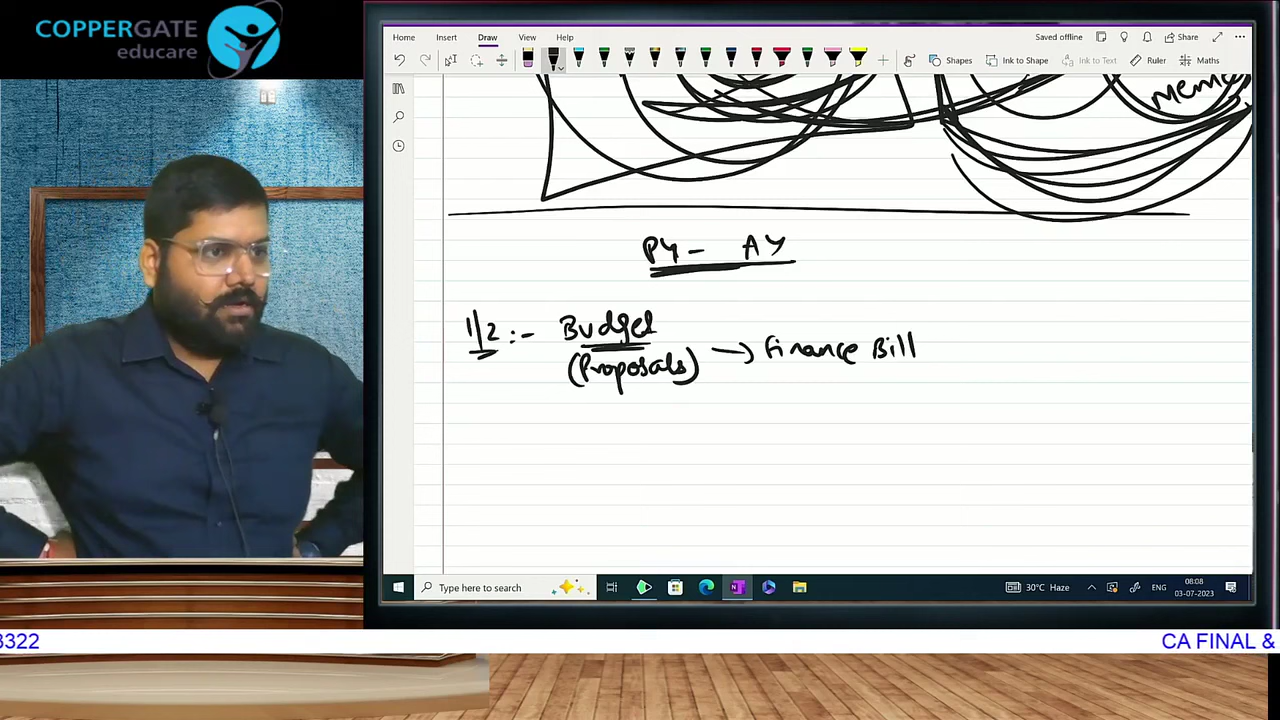 COPPERGATE
educare
Home Insert Draw View Help
Saved offline
Share
Shapes
Ink to Shape
Ink to Text
Ruler
Maths
Memo
PY - AY
1/2 :- Budget
(Proposals) → Finance Bill
Type here to search
30°C Haze
ENG
08:08
03-07-2023
3322
CA FINAL &